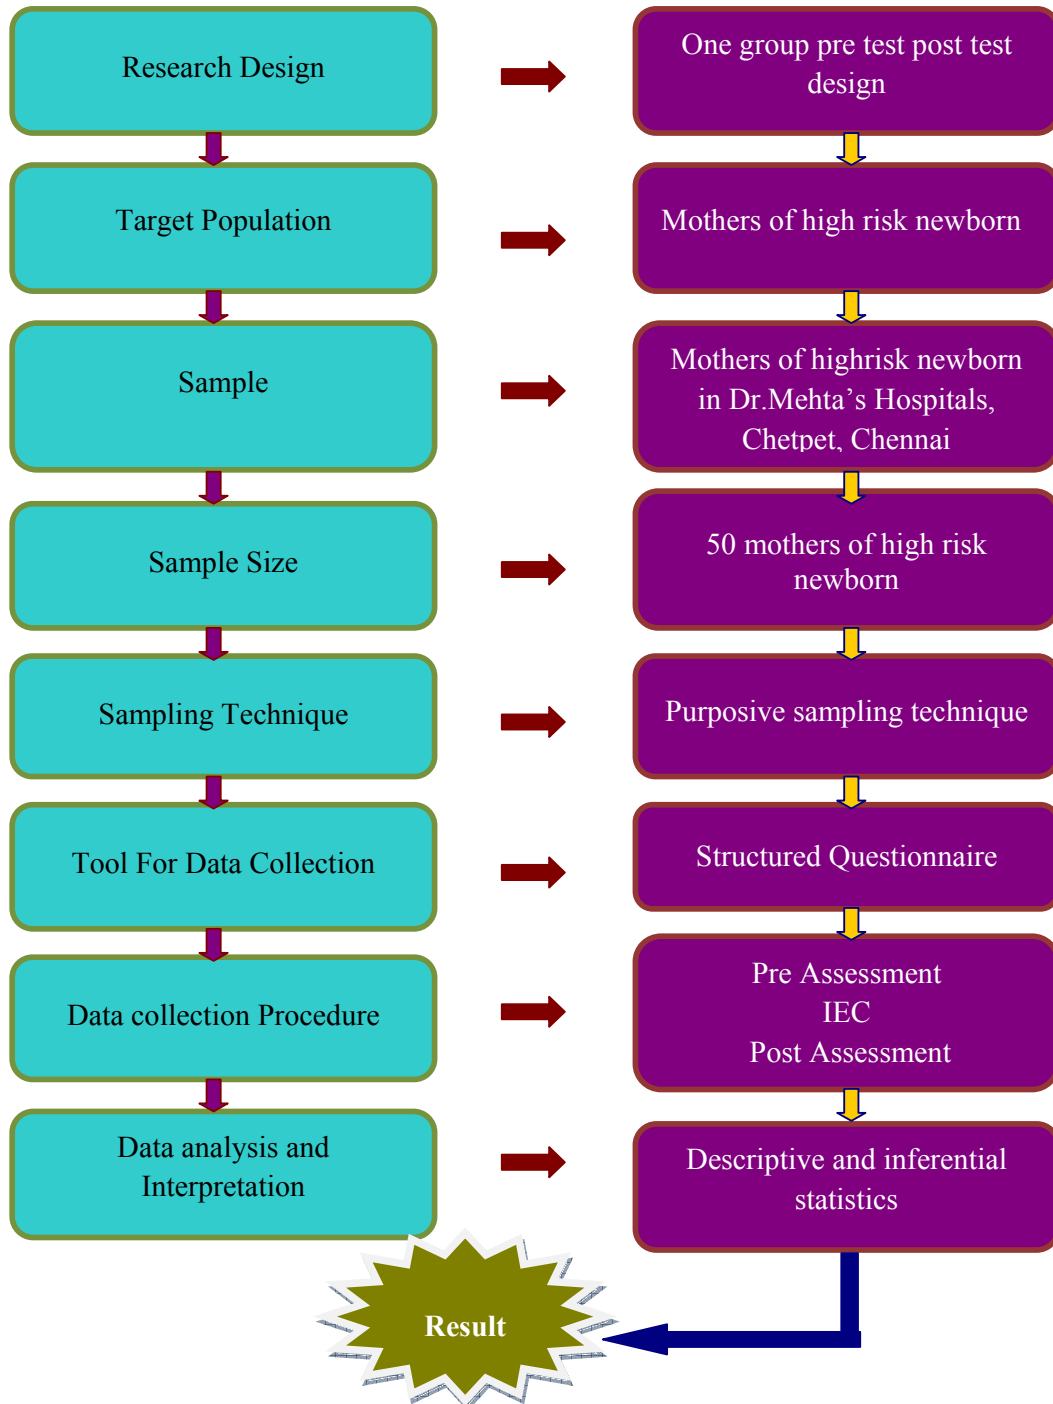 Research Design
One group pre test post test
design
Target Population
Mothers of high risk newborn
Sample
Mothers of highrisk newborn
in Dr.Mehta’s Hospitals,
Chetpet, Chennai
Sample Size
50 mothers of high risk
newborn
Sampling Technique
Purposive sampling technique
Tool For Data Collection
Structured Questionnaire
Data collection Procedure
Pre Assessment
IEC
Post Assessment
Data analysis and
Interpretation
Descriptive and inferential
statistics
Result